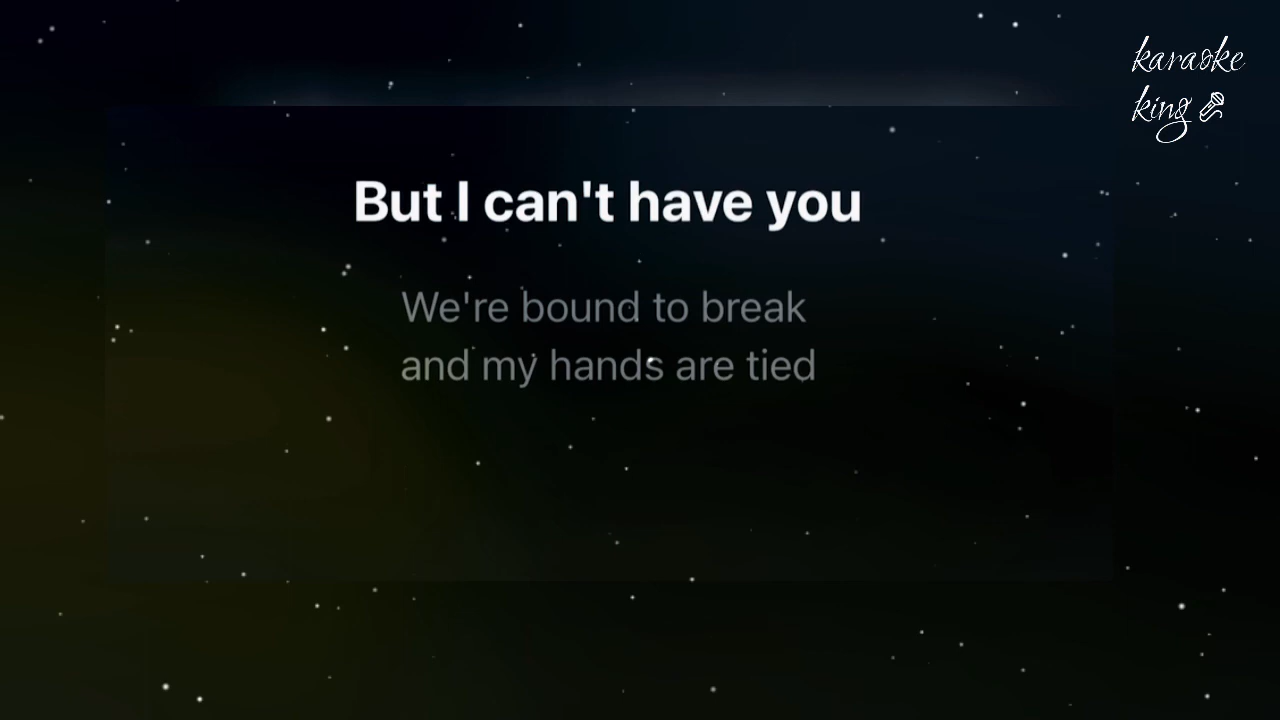 karaoke
king
But I can't have you
We're bound to break
and my hands are tied